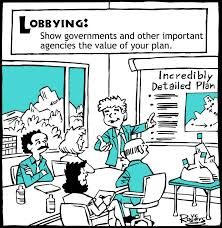 LOBBYING:
Show governments and other important
agencies the value of your plan.
INCREDIBLY
DETAILED PLAN